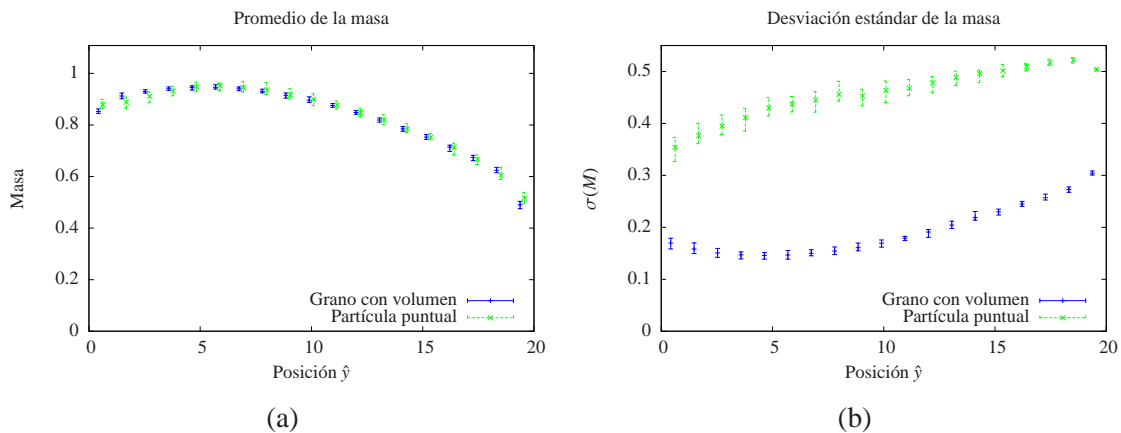 Promedio de la masa
Masa
1
0.8
0.6
0.4
0.2
0
0
5
10
15
20
Grano con volumen
Partícula puntual
Posición ŷ
(a)
Desviación estándar de la masa
σ(M)
0.5
0.4
0.3
0.2
0.1
0
0
5
10
15
20
Grano con volumen
Partícula puntual
Posición ŷ
(b)